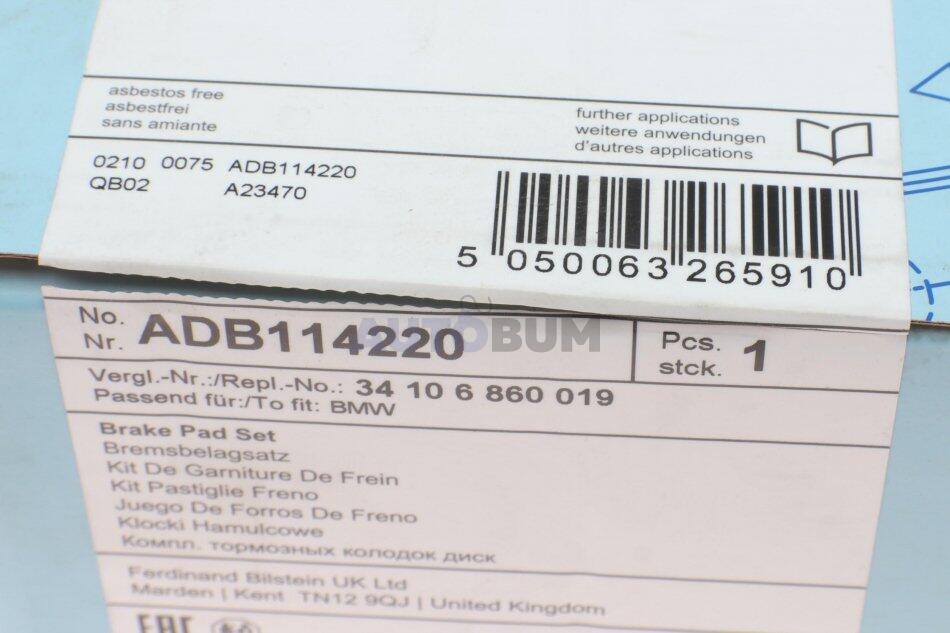 asbestos free
asbestfrei
sans amiante
further applications
weitere anwendungen
d'autres applications
0210 0075 ADB114220
QB02 A23470
5 050063 265910
AUTOBUM
No.
Nr. ADB114220
Pcs.
stck. 1
Vergl.-Nr.:/Repl.-No.: 34 10 6 860 019
Passend für:/To fit: BMW
Brake Pad Set
Bremsbelagsatz
Kit De Garniture De Frein
Kit Pastiglie Freno
Juego De Forros De Freno
Klocki Hamulcowe
Компл. тормозных колодок диск
Ferdinand Bilstein UK Ltd
Marden | Kent TN12 9QJ | United Kingdom
EAC